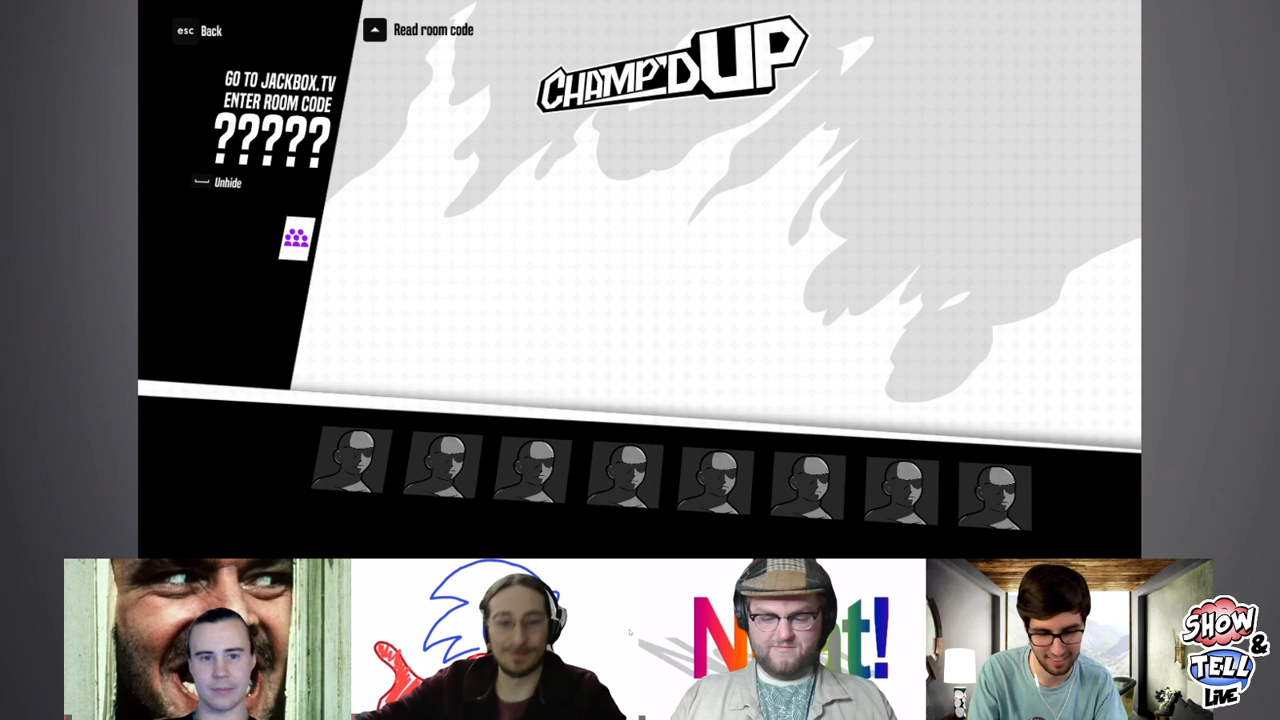 esc Back
Read room code
CHAMP'D UP
GO TO JACKBOX.TV
ENTER ROOM CODE
?????
Unhide
SHOW
&
TELL
LIVE